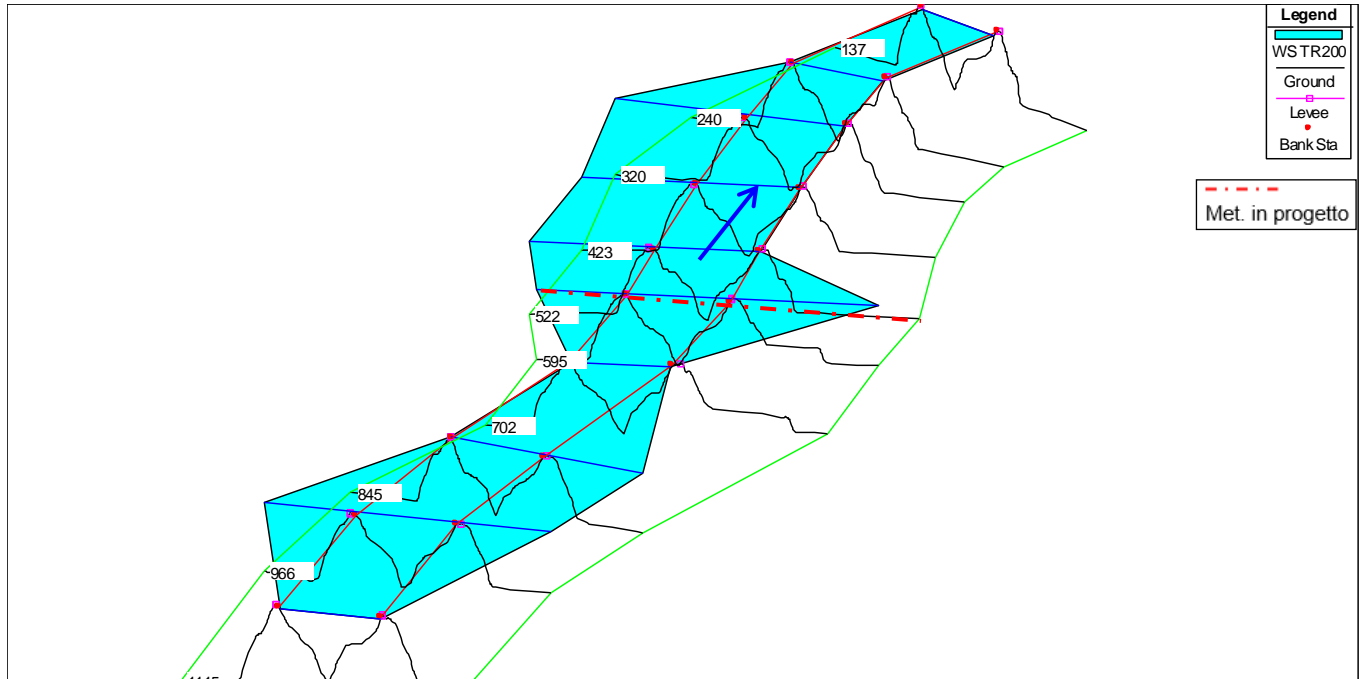 Legend
WS TR200
Ground
Levee
Bank Sta
Met. in progetto
137
240
320
423
522
595
702
845
966